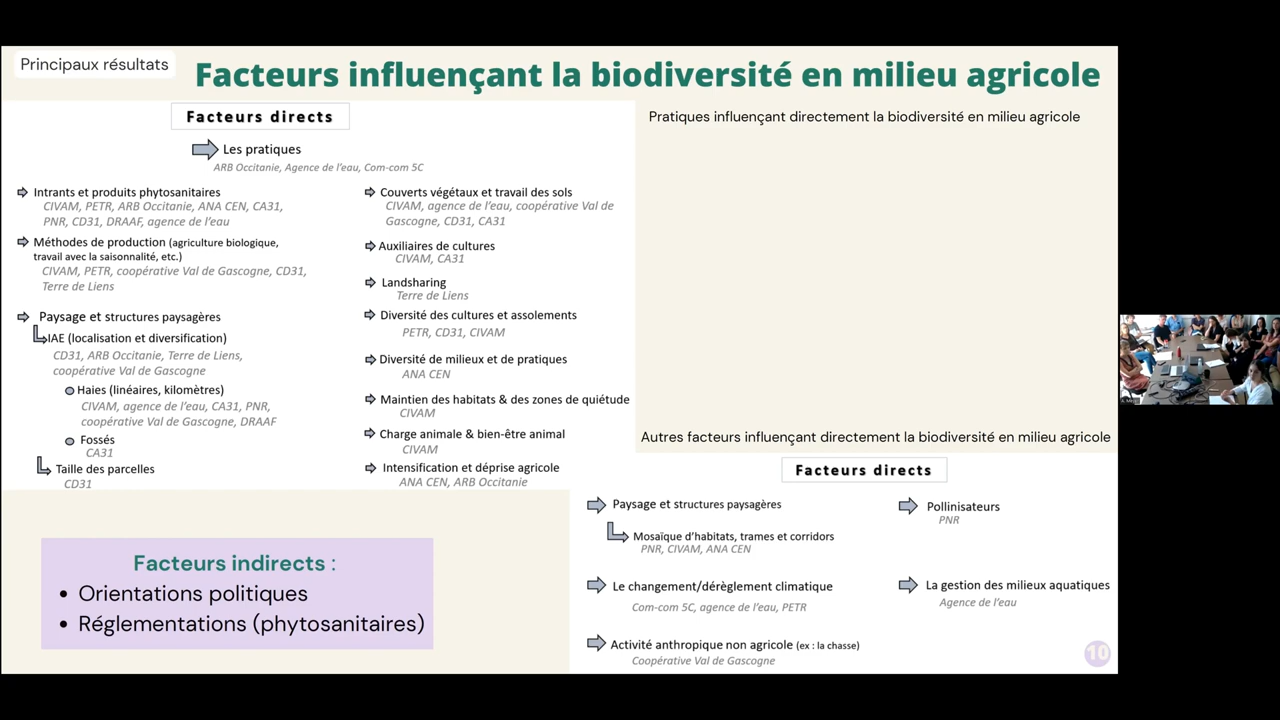 Principaux résultats
Facteurs influençant la biodiversité en milieu agricole
Facteurs directs
Les pratiques
ARB Occitanie, Agence de l'eau, Com-com 5C
Intrants et produits phytosanitaires
CIVAM, PETR, ARB Occitanie, ANA CEN, CA31,
PNR, CD31, DRAAF, agence de l'eau
Méthodes de production (agriculture biologique,
travail avec la saisonnalité, etc.)
CIVAM, PETR, coopérative Val de Gascogne, CD31,
Terre de Liens
Paysage et structures paysagères
IAE (localisation et diversification)
CD31, ARB Occitanie, Terre de Liens,
coopérative Val de Gascogne
Haies (linéaires, kilomètres)
CIVAM, agence de l'eau, CA31, PNR,
coopérative Val de Gascogne, DRAAF
Fossés
CA31
Taille des parcelles
CD31
Couverts végétaux et travail des sols
CIVAM, agence de l'eau, coopérative Val de
Gascogne, CD31, CA31
Auxiliaires de cultures
CIVAM, CA31
Landsharing
Terre de Liens
Diversité des cultures et assolements
PETR, CD31, CIVAM
Diversité de milieux et de pratiques
ANA CEN
Maintien des habitats & des zones de quiétude
CIVAM
Charge animale & bien-être animal
CIVAM
Intensification et déprise agricole
ANA CEN, ARB Occitanie
Pratiques influençant directement la biodiversité en milieu agricole
Autres facteurs influençant directement la biodiversité en milieu agricole
Facteurs directs
Paysage et structures paysagères
Mosaïque d'habitats, trames et corridors
PNR, CIVAM, ANA CEN
Le changement/dérèglement climatique
Com-com 5C, agence de l'eau, PETR
Activité anthropique non agricole (ex : la chasse)
Coopérative Val de Gascogne
Pollinisateurs
PNR
La gestion des milieux aquatiques
Agence de l'eau
Facteurs indirects :
• Orientations politiques
• Réglementations (phytosanitaires)
10